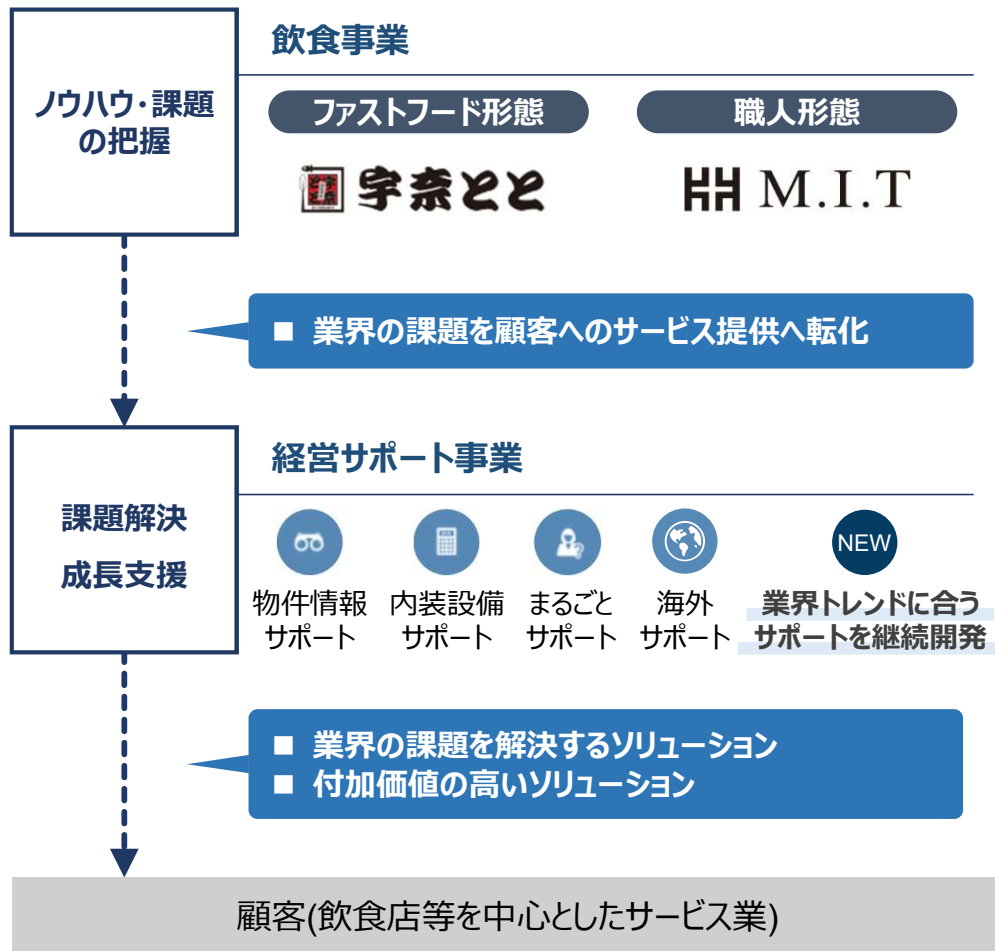 飲食事業
ノウハウ・課題
の把握
ファストフード形態
職人形態
宇奈とと
M.I.T
■ 業界の課題を顧客へのサービス提供へ転化
経営サポート事業
課題解決
成長支援
NEW
物件情報
サポート
内装設備
サポート
まるごと
サポート
海外
サポート
業界トレンドに合う
サポートを継続開発
■ 業界の課題を解決するソリューション
■ 付加価値の高いソリューション
顧客(飲食店等を中心としたサービス業)